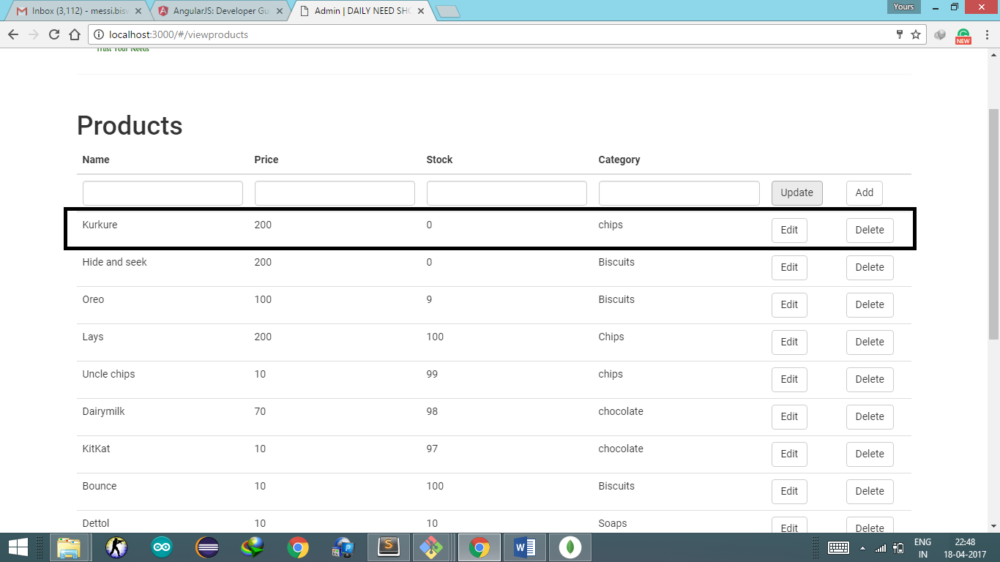 Inbox (3,112) - messi.bisw
AngularJS: Developer Gui
Admin | DAILY NEED SHO
Yours
localhost:3000/#/viewproducts
NEW
Trust Your Needs
Products
Name Price Stock Category
Update Add
Kurkure 200 0 chips Edit Delete
Hide and seek 200 0 Biscuits Edit Delete
Oreo 100 9 Biscuits Edit Delete
Lays 200 100 Chips Edit Delete
Uncle chips 10 99 chips Edit Delete
Dairymilk 70 98 chocolate Edit Delete
KitKat 10 97 chocolate Edit Delete
Bounce 10 100 Biscuits Edit Delete
Dettol 10 10 Soaps Edit Delete
ENG 22:48
IN 18-04-2017